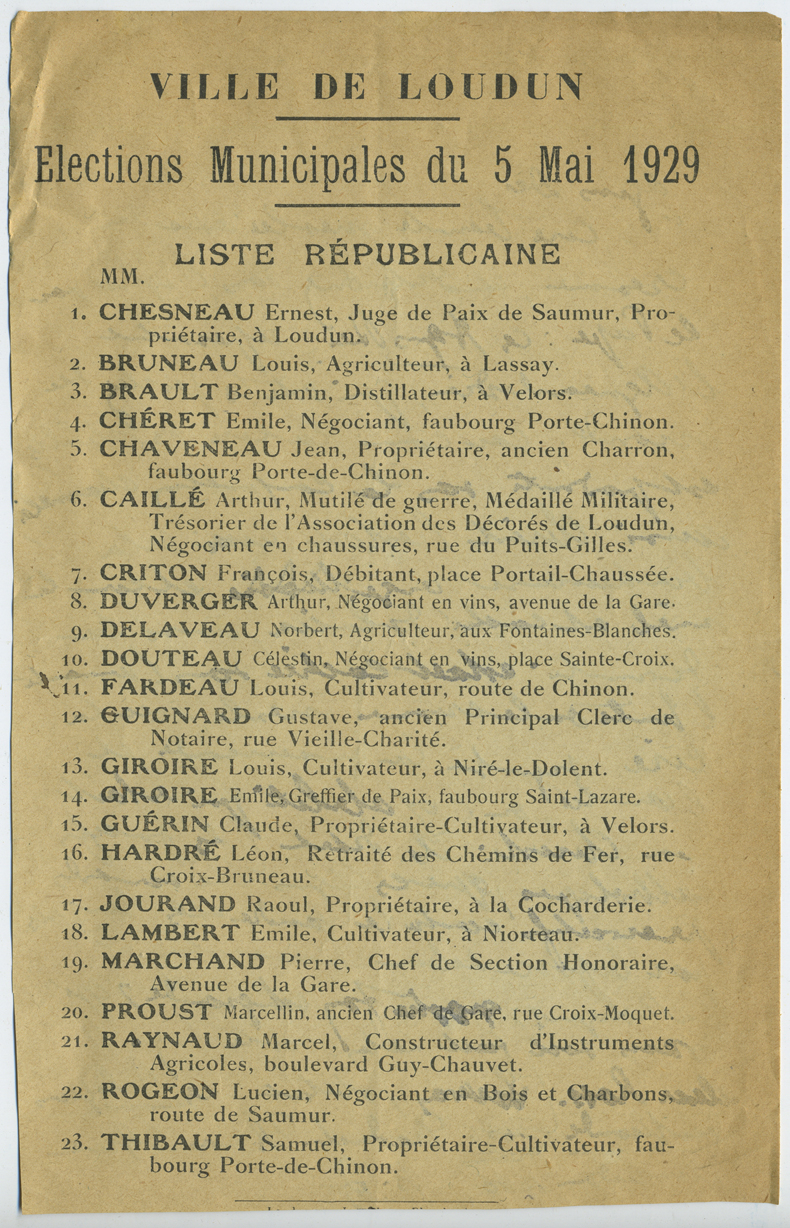 VILLE DE LOUDUN
Elections Municipales du 5 Mai 1929
LISTE RÉPUBLICAINE
MM.
1. CHESNEAU Ernest, Juge de Paix de Saumur, Pro-
priétaire, à Loudun.
2. BRUNEAU Louis, Agriculteur, à Lassay.
3. BRAULT Benjamin, Distillateur, à Velors.
4. CHÉRET Emile, Négociant, faubourg Porte-Chinon.
5. CHAVENEAU Jean, Propriétaire, ancien Charron,
faubourg Porte-de-Chinon.
6. CAILLÉ Arthur, Mutilé de guerre, Médaillé Militaire,
Trésorier de l'Association des Décorés de Loudun,
Négociant en chaussures, rue du Puits-Gilles.
7. CRITON François, Débitant, place Portail-Chaussée.
8. DUVERGER Arthur, Négociant en vins, avenue de la Gare.
9. DELAVEAU Norbert, Agriculteur, aux Fontaines-Blanches.
10. DOUTEAU Célestin, Négociant en vins, place Sainte-Croix.
11. FARDEAU Louis, Cultivateur, route de Chinon.
12. GUIGNARD Gustave, ancien Principal Clerc de
Notaire, rue Vieille-Charité.
13. GIROIRE Louis, Cultivateur, à Niré-le-Dolent.
14. GIROIRE Emile, Greffier de Paix, faubourg Saint-Lazare.
15. GUÉRIN Claude, Propriétaire-Cultivateur, à Velors.
16. HARDRÉ Léon, Retraité des Chemins de Fer, rue
Croix-Bruneau.
17. JOURAND Raoul, Propriétaire, à la Cocharderie.
18. LAMBERT Emile, Cultivateur, à Niorteau.
19. MARCHAND Pierre, Chef de Section Honoraire,
Avenue de la Gare.
20. PROUST Marcellin, ancien Chef de Gare, rue Croix-Moquet.
21. RAYNAUD Marcel, Constructeur d'Instruments
Agricoles, boulevard Guy-Chauvet.
22. ROGEON Lucien, Négociant en Bois et Charbons,
route de Saumur.
23. THIBAULT Samuel, Propriétaire-Cultivateur, fau-
bourg Porte-de-Chinon.